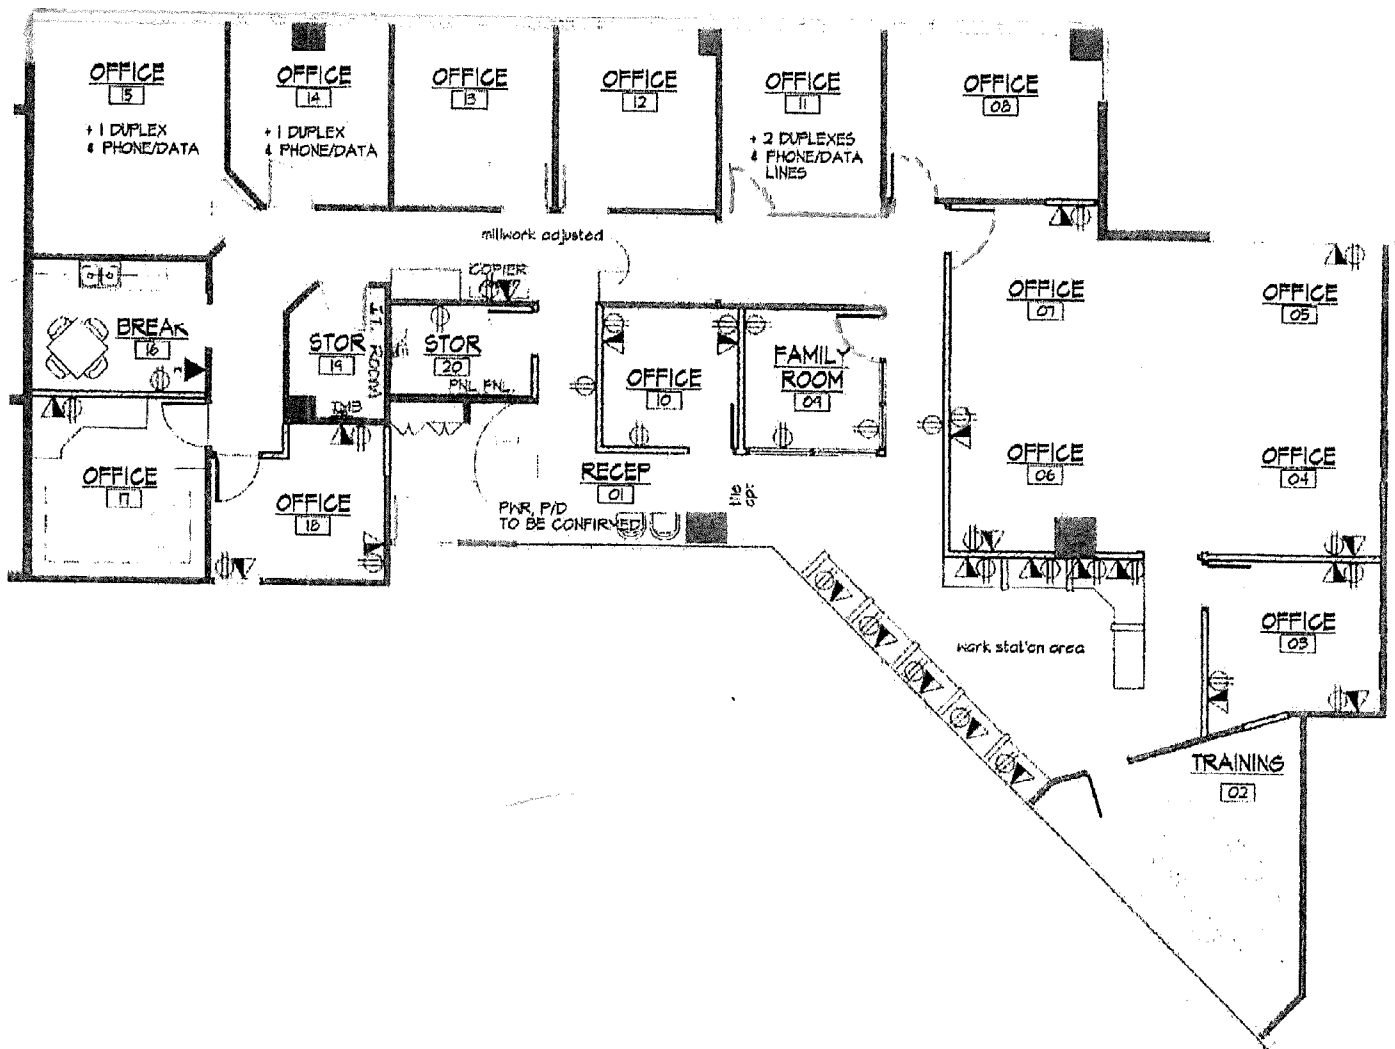 OFFICE
15
+ 1 DUPLEX
4 PHONE/DATA
OFFICE
14
+ 1 DUPLEX
4 PHONE/DATA
OFFICE
13
OFFICE
12
OFFICE
11
+ 2 DUPLEXES
4 PHONE/DATA
LINES
OFFICE
08
millwork adjusted
COPIER
BREAK
16
STOR
19
I.T. ROOM
STOR
20
PNL PNL.
OFFICE
10
FAMILY
ROOM
09
OFFICE
07
OFFICE
05
OFFICE
17
OFFICE
18
RECEP
01
PWR, P/D
TO BE CONFIRMED
OFFICE
06
OFFICE
04
work station area
OFFICE
03
TRAINING
02